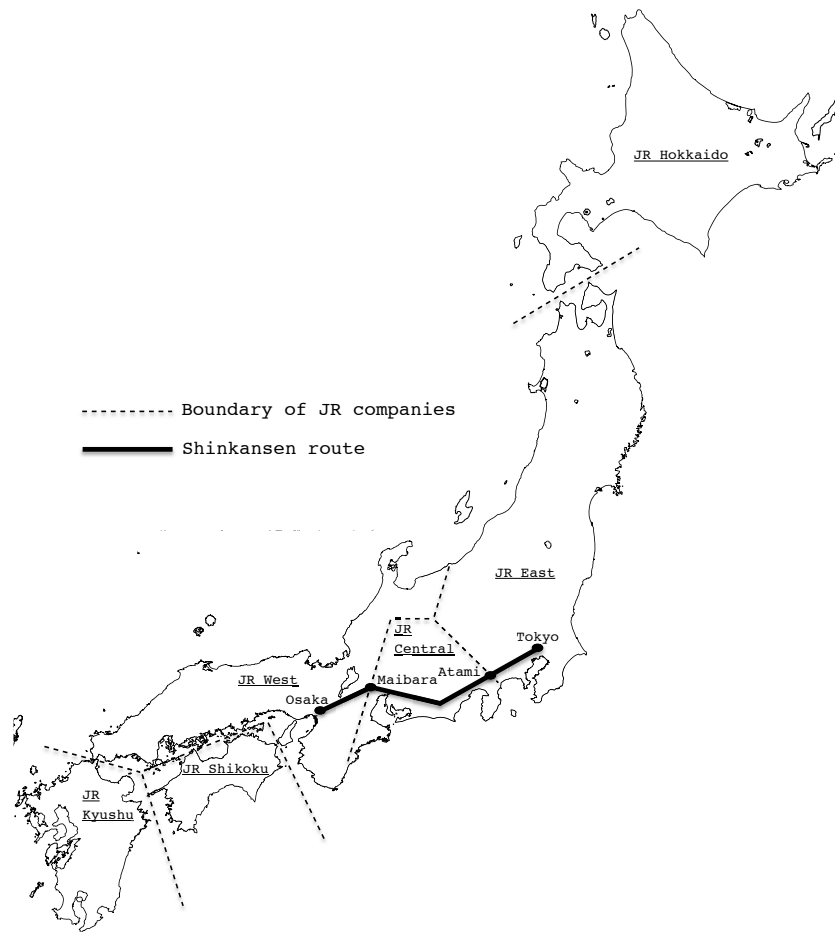 JR Hokkaido
Boundary of JR companies
Shinkansen route
JR East
JR
Central
Tokyo
Atami
Maibara
JR West
Osaka
JR Shikoku
JR
Kyushu